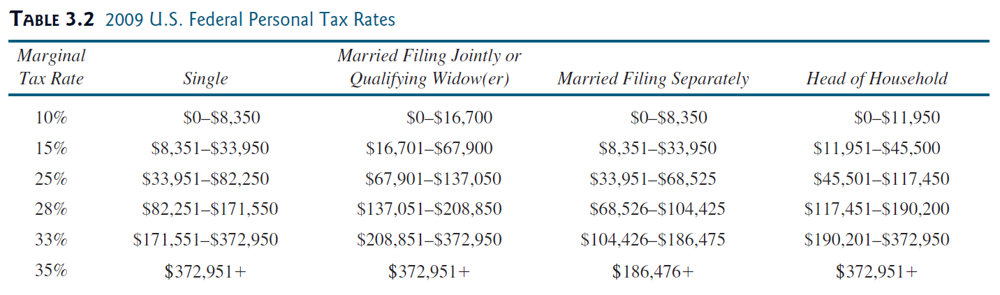 TABLE 3.2 2009 U.S. Federal Personal Tax Rates
Marginal Married Filing Jointly or
Tax Rate Single Qualifying Widow(er) Married Filing Separately Head of Household
10% $0–$8,350 $0–$16,700 $0–$8,350 $0–$11,950
15% $8,351–$33,950 $16,701–$67,900 $8,351–$33,950 $11,951–$45,500
25% $33,951–$82,250 $67,901–$137,050 $33,951–$68,525 $45,501–$117,450
28% $82,251–$171,550 $137,051–$208,850 $68,526–$104,425 $117,451–$190,200
33% $171,551–$372,950 $208,851–$372,950 $104,426–$186,475 $190,201–$372,950
35% $372,951+ $372,951+ $186,476+ $372,951+